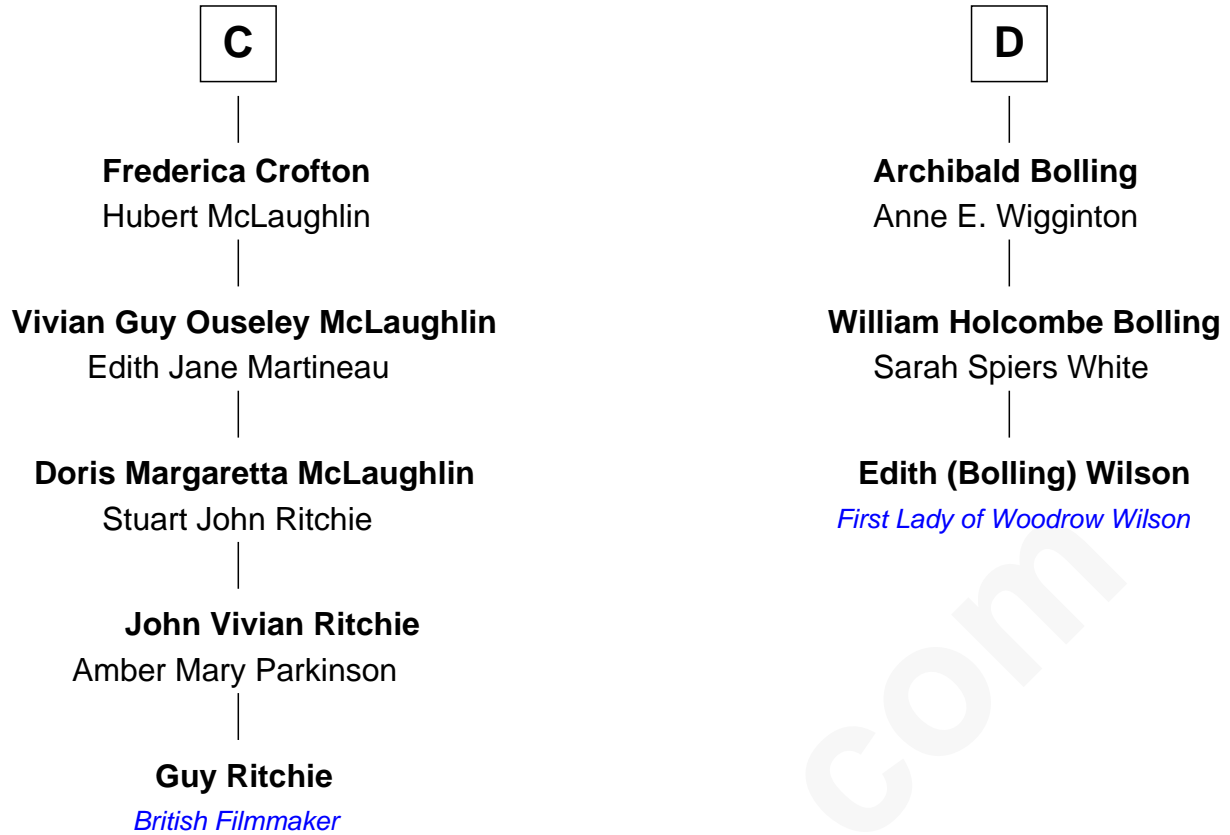 C
Frederica Crofton
Hubert McLaughlin
Vivian Guy Ouseley McLaughlin
Edith Jane Martineau
Doris Margaretta McLaughlin
Stuart John Ritchie
John Vivian Ritchie
Amber Mary Parkinson
Guy Ritchie
British Filmmaker
D
Archibald Bolling
Anne E. Wigginton
William Holcombe Bolling
Sarah Spiers White
Edith (Bolling) Wilson
First Lady of Woodrow Wilson
com